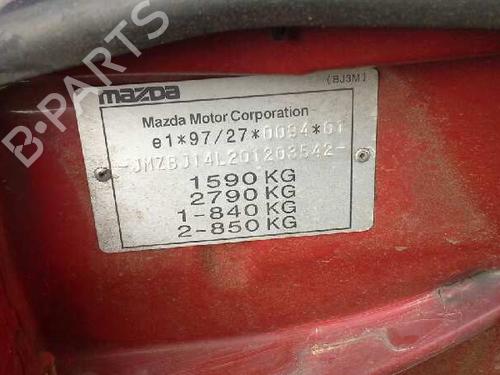 mazda
(BJ3M)
Mazda Motor Corporation
e1*97/27*0094*01
-JMZBJ14L201203542-
1590 KG
2790 KG
1-840 KG
2-850 KG
B-PARTS